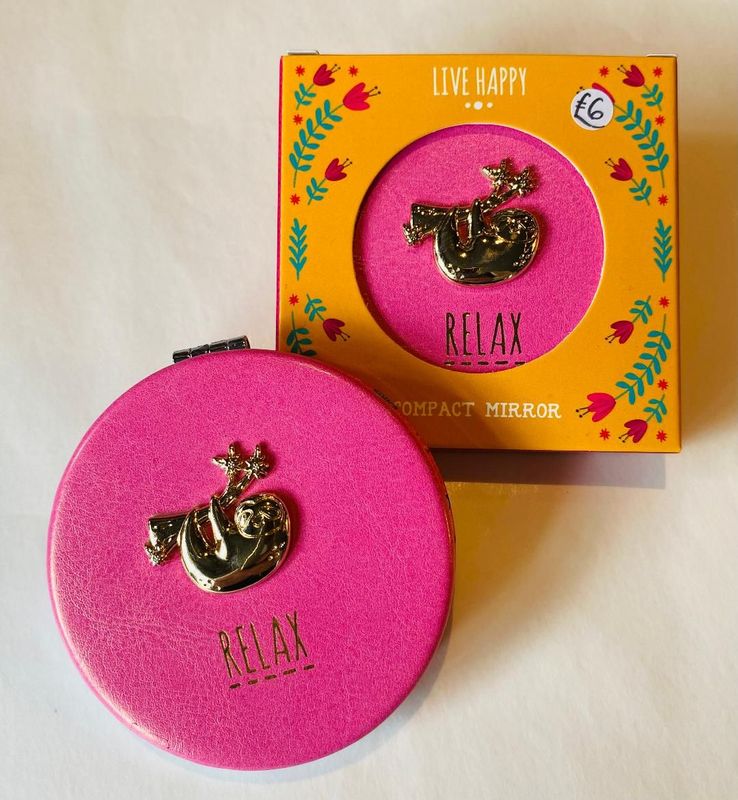 LIVE HAPPY
£6
RELAX
COMPACT MIRROR
RELAX